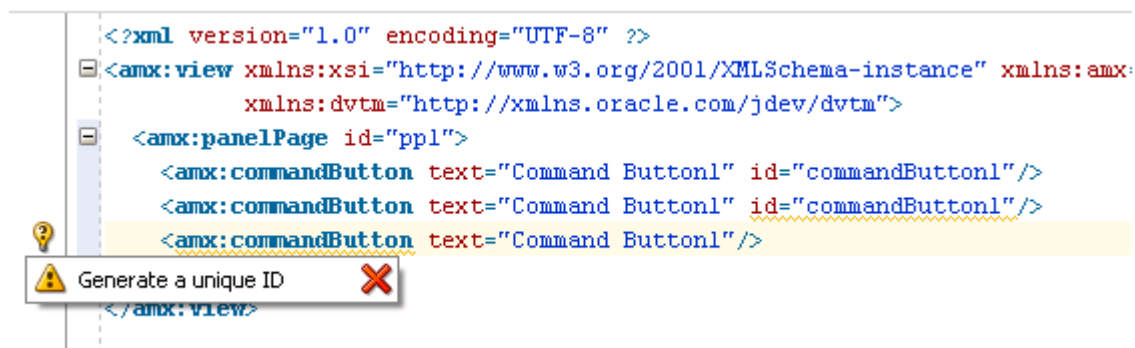 <?xml version="1.0" encoding="UTF-8" ?>
<amx:view xmlns:xsi="http://www.w3.org/2001/XMLSchema-instance" xmlns:amx
xmlns:dvtm="http://xmlns.oracle.com/jdev/dvtm">
<amx:panelPage id="pp1">
<amx:commandButton text="Command Button1" id="commandButton1"/>
<amx:commandButton text="Command Button1" id="commandButton1"/>
<amx:commandButton text="Command Button1"/>
Generate a unique ID
</amx:view>